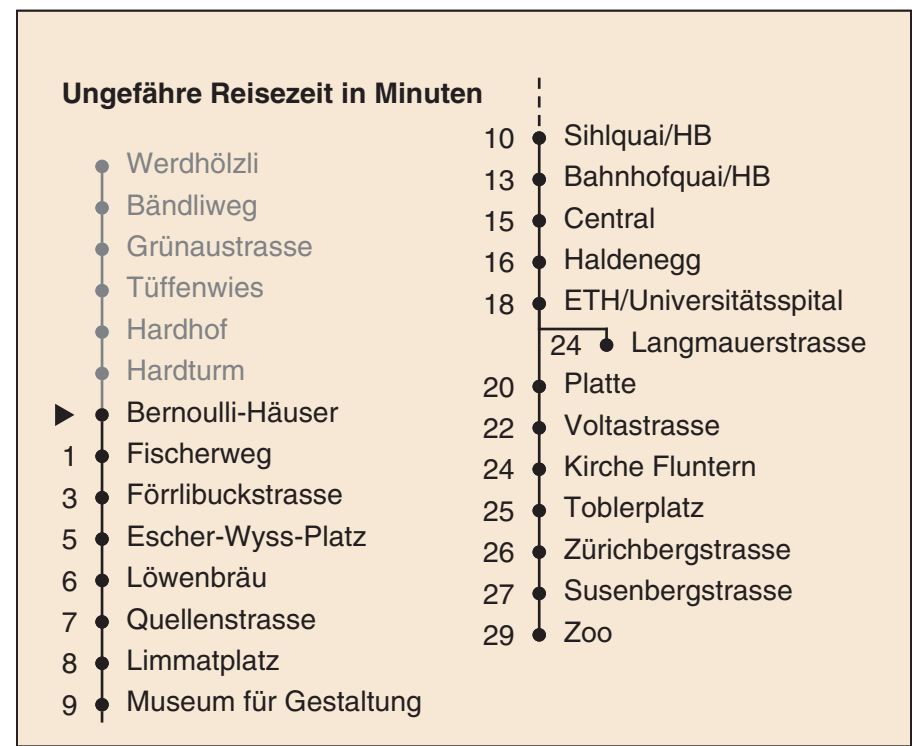 Ungefähre Reisezeit in Minuten
Werdhölzli
Bändliweg
Grünaustrasse
Tüffenwies
Hardhof
Hardturm
Bernoulli-Häuser
1 Fischerweg
3 Förrlibuckstrasse
5 Escher-Wyss-Platz
6 Löwenbräu
7 Quellenstrasse
8 Limmatplatz
9 Museum für Gestaltung
10 Sihlquai/HB
13 Bahnhofquai/HB
15 Central
16 Haldenegg
18 ETH/Universitätsspital
24 Langmauerstrasse
20 Platte
22 Voltastrasse
24 Kirche Fluntern
25 Toblerplatz
26 Zürichbergstrasse
27 Susenbergstrasse
29 Zoo